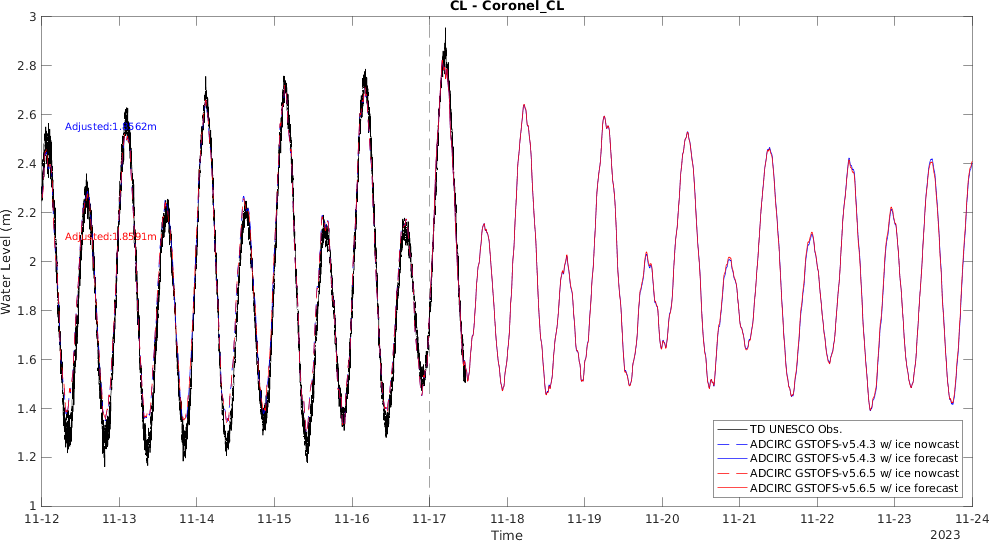 CL - Coronel_CL
Water Level (m)
3
2.8
2.6
2.4
2.2
2
1.8
1.6
1.4
1.2
1
Adjusted:1.8562m
Adjusted:1.8591m
TD UNESCO Obs.
ADCIRC GSTOFS-v5.4.3 w/ ice nowcast
ADCIRC GSTOFS-v5.4.3 w/ ice forecast
ADCIRC GSTOFS-v5.6.5 w/ ice nowcast
ADCIRC GSTOFS-v5.6.5 w/ ice forecast
11-12 11-13 11-14 11-15 11-16 11-17 11-18 11-19 11-20 11-21 11-22 11-23 11-24
Time
2023